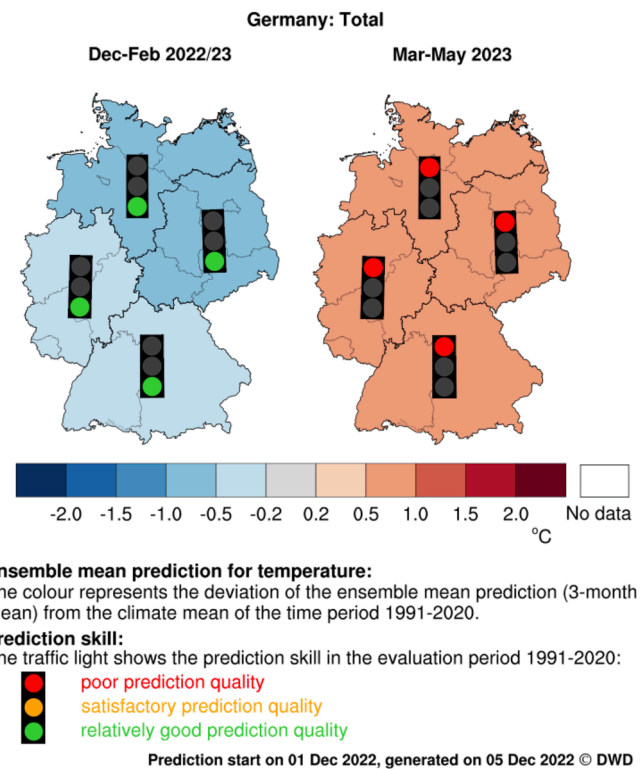 Germany: Total
Dec-Feb 2022/23
Mar-May 2023
-2.0 -1.5 -1.0 -0.5 -0.2 0.2 0.5 1.0 1.5 2.0 No data
°C
nsemble mean prediction for temperature:
he colour represents the deviation of the ensemble mean prediction (3-month
ean) from the climate mean of the time period 1991-2020.
rediction skill:
he traffic light shows the prediction skill in the evaluation period 1991-2020:
poor prediction quality
satisfactory prediction quality
relatively good prediction quality
Prediction start on 01 Dec 2022, generated on 05 Dec 2022 © DWD